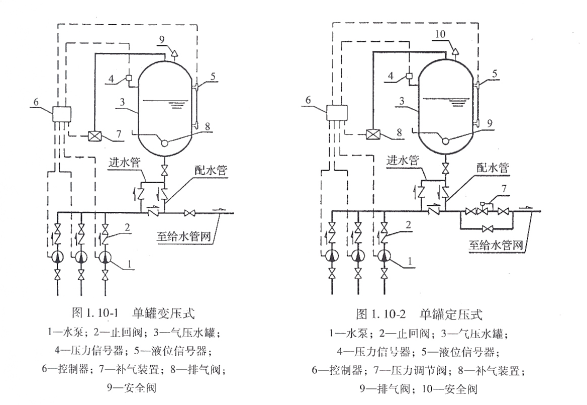 9
4
5
6
3
7
8
进水管
配水管
2
至给水管网
1
图 1.10-1 单罐变压式
1—水泵；2—止回阀；3—气压水罐；
4—压力信号器；5—液位信号器；
6—控制器；7—补气装置；8—排气阀；
9—安全阀
10
4
5
6
3
8
9
进水管
配水管
7
2
至给水管网
1
图 1.10-2 单罐定压式
1—水泵；2—止回阀；3—气压水罐；
4—压力信号器；5—液位信号器；
6—控制器；7—压力调节阀；8—补气装置；
9—排气阀；10—安全阀